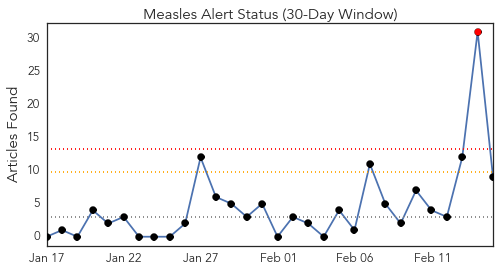 Measles Alert Status (30-Day Window)
Articles Found
30
25
20
15
10
5
0
Jan 17 Jan 22 Jan 27 Feb 01 Feb 06 Feb 11